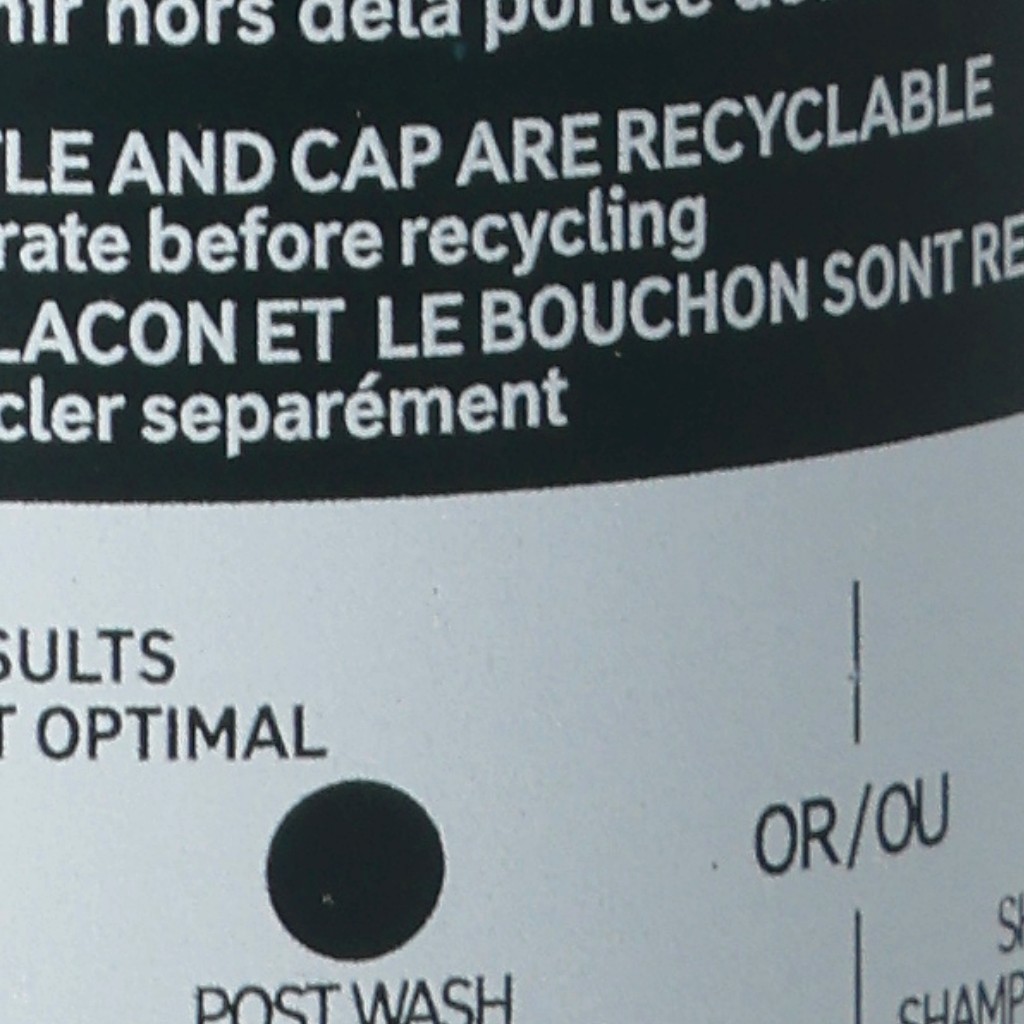 nir hors dela portée
TLE AND CAP ARE RECYCLABLE
rate before recycling
LACON ET LE BOUCHON SONT RE
cler separément
SULTS
T OPTIMAL
OR/OU
POST WASH
SHAMP